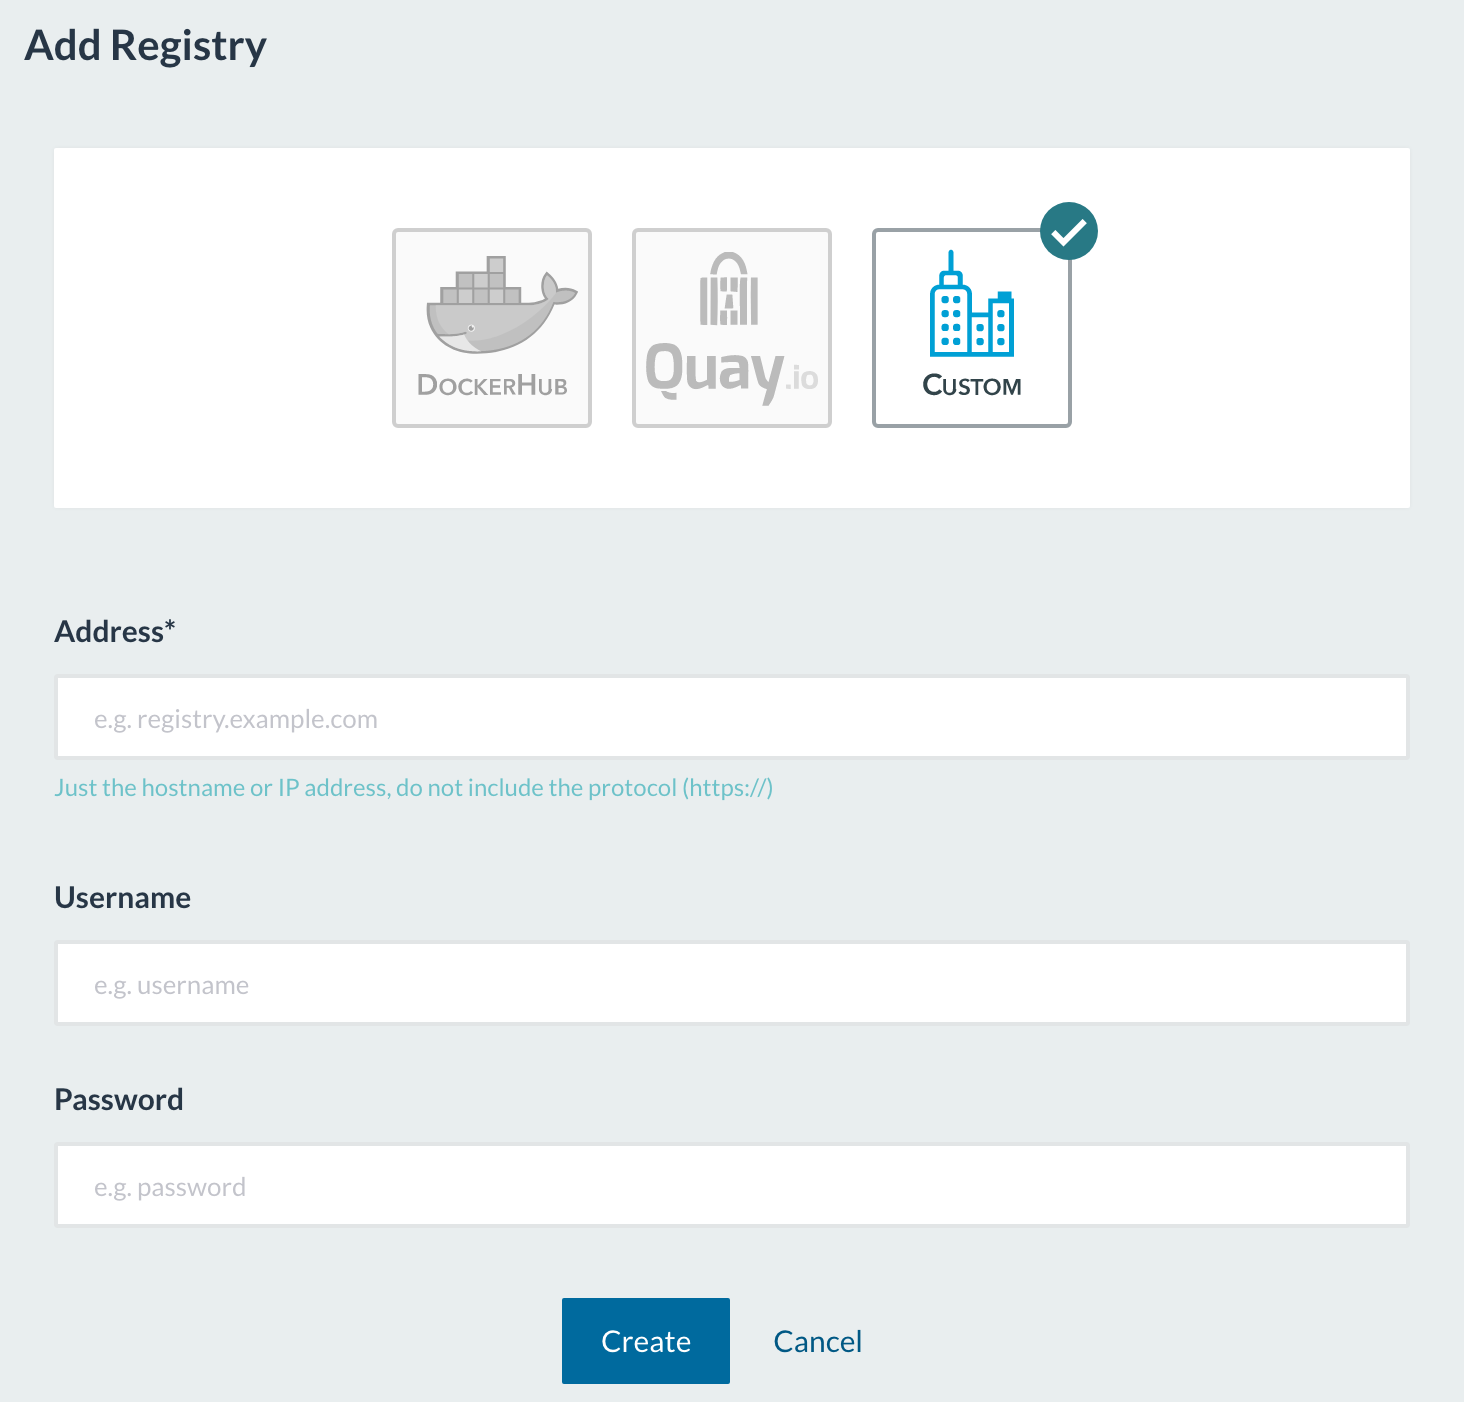 Add Registry
DOCKERHUB
Quay.io
CUSTOM
Address*
e.g. registry.example.com
Just the hostname or IP address, do not include the protocol (https://)
Username
e.g. username
Password
e.g. password
Create
Cancel